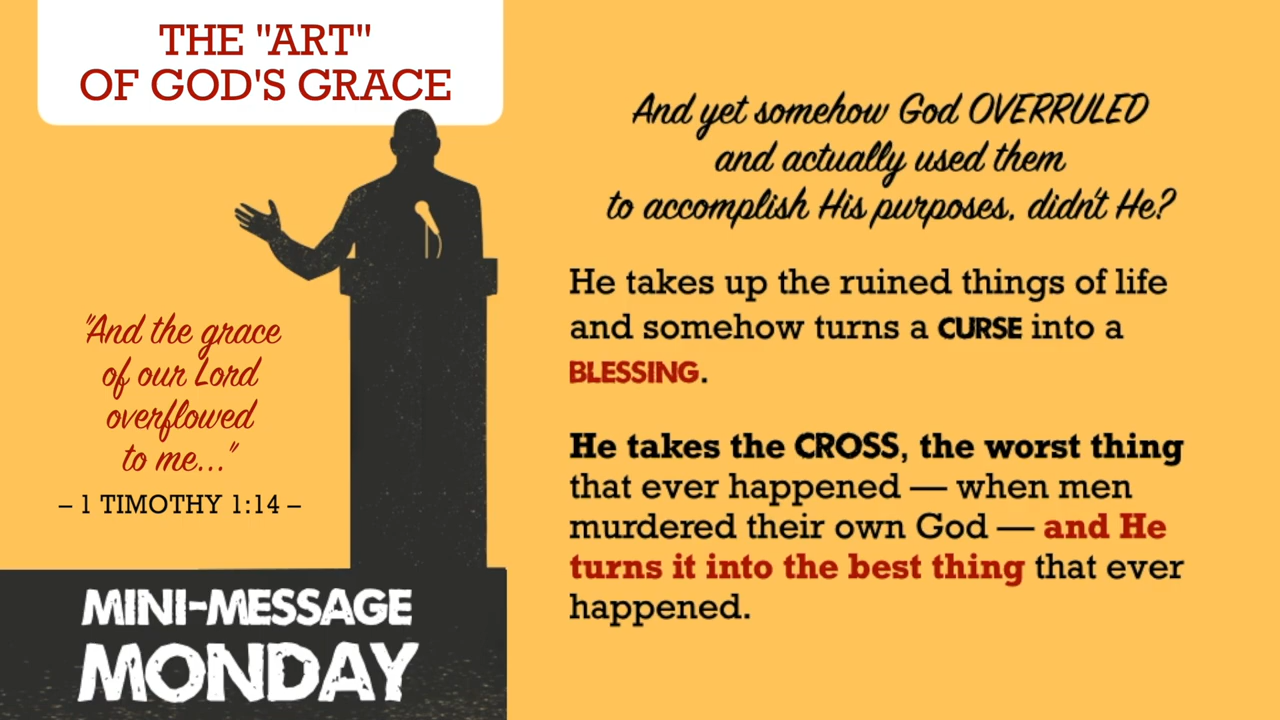 THE "ART"
OF GOD'S GRACE
"And the grace
of our Lord
overflowed
to me..."
– 1 TIMOTHY 1:14 –
MINI-MESSAGE
MONDAY
And yet somehow God OVERRULED
and actually used them
to accomplish His purposes, didn't He?
He takes up the ruined things of life
and somehow turns a CURSE into a
BLESSING.
He takes the CROSS, the worst thing
that ever happened — when men
murdered their own God — and He
turns it into the best thing that ever
happened.